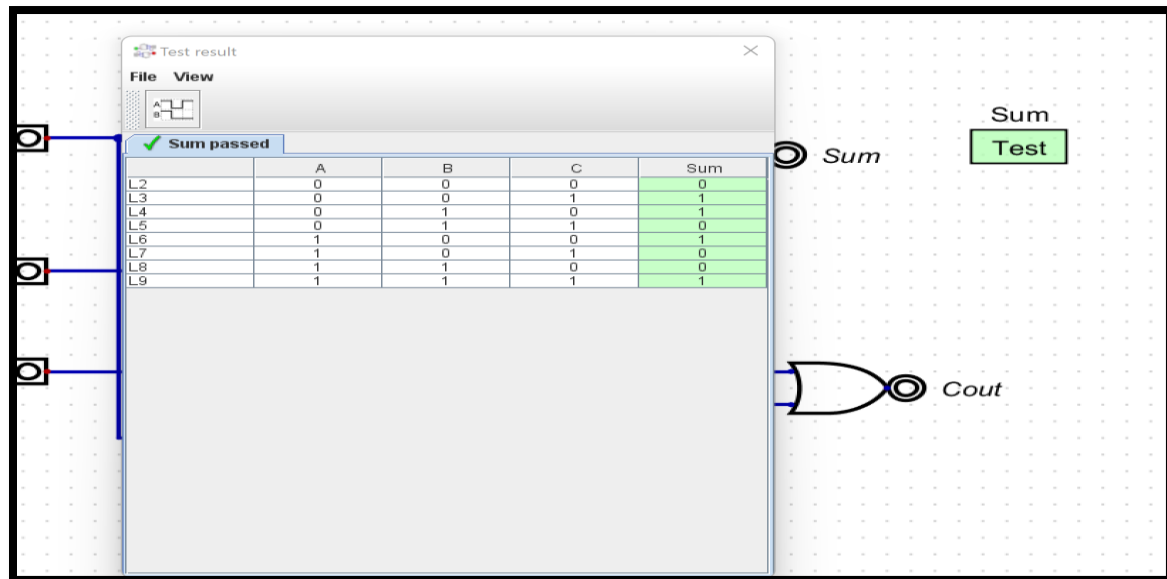 Test result
File View
A
B
Sum passed
A B C Sum
L2 0 0 0 0
L3 0 0 1 1
L4 0 1 0 1
L5 0 1 1 0
L6 1 0 0 1
L7 1 0 1 0
L8 1 1 0 0
L9 1 1 1 1
Sum
Sum
Test
Cout